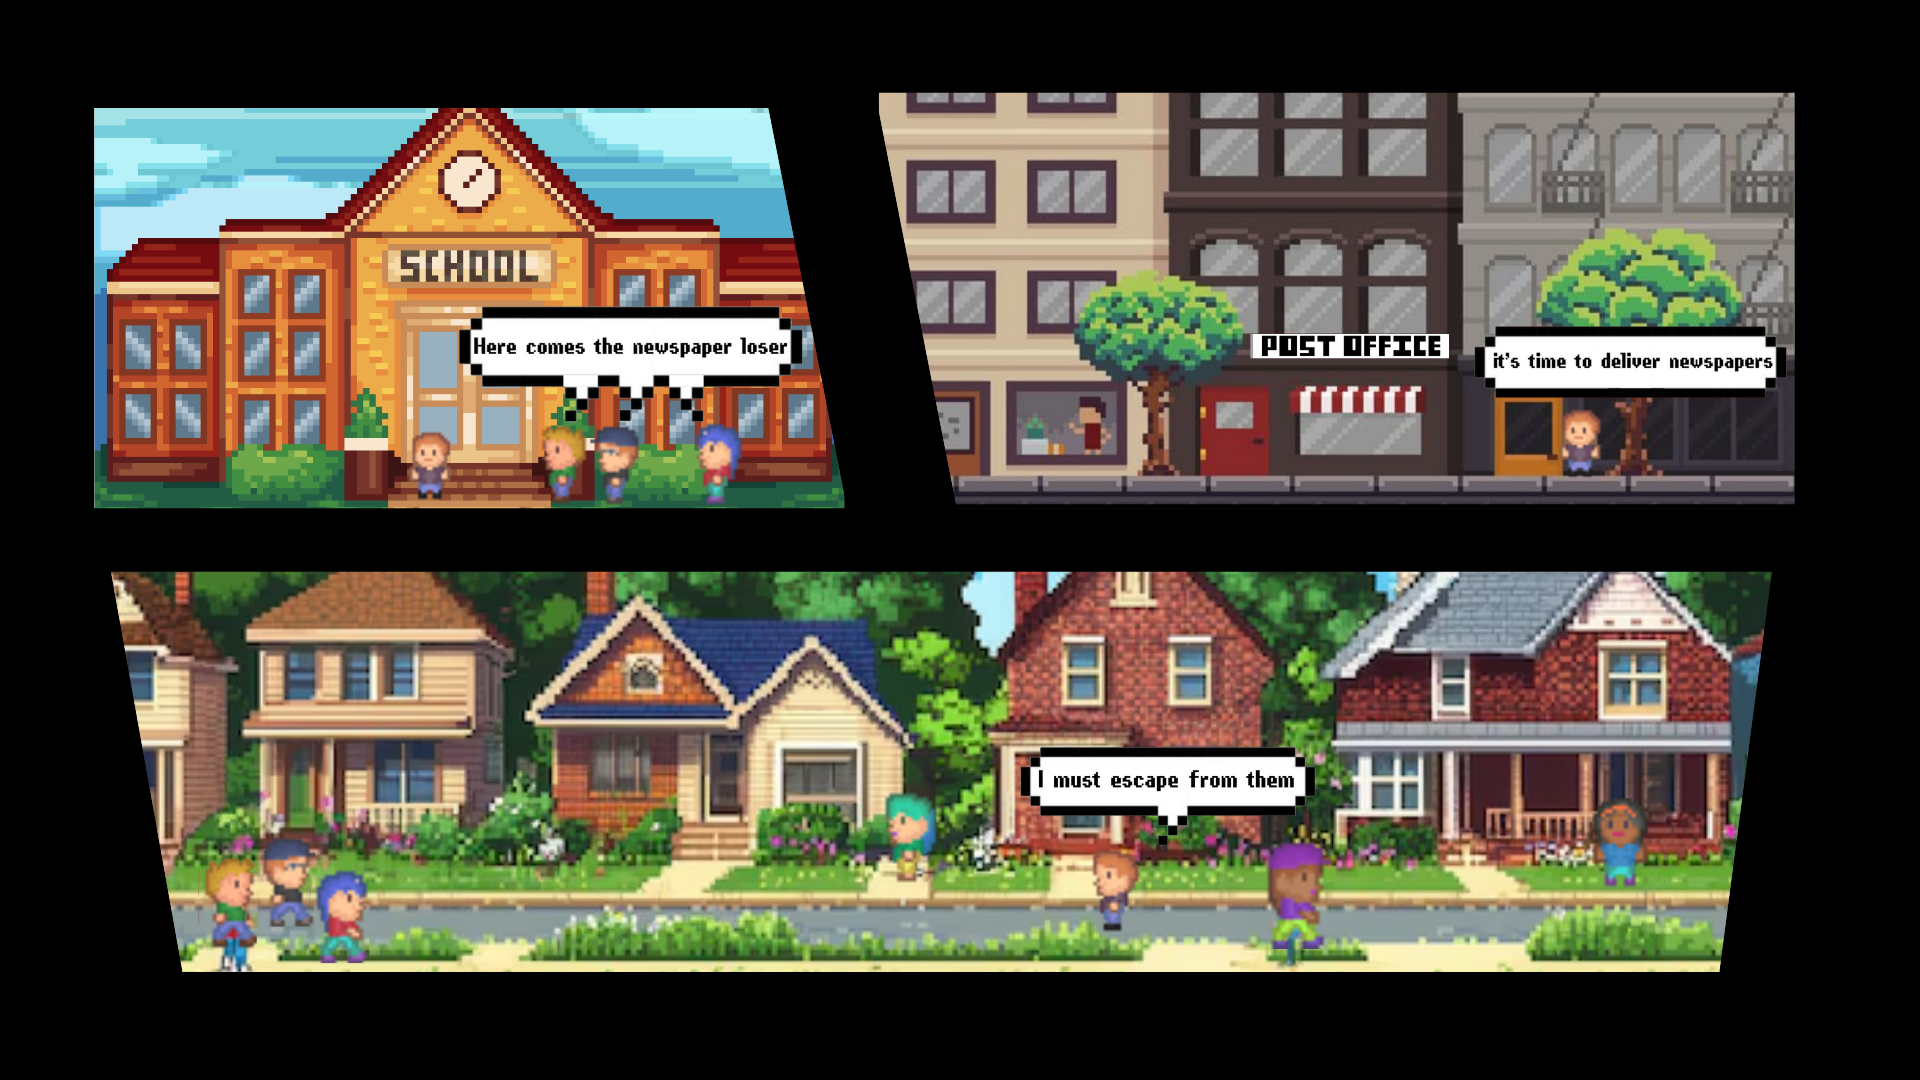 SCHOOL
Here comes the newspaper loser
POST OFFICE
it's time to deliver newspapers
I must escape from them